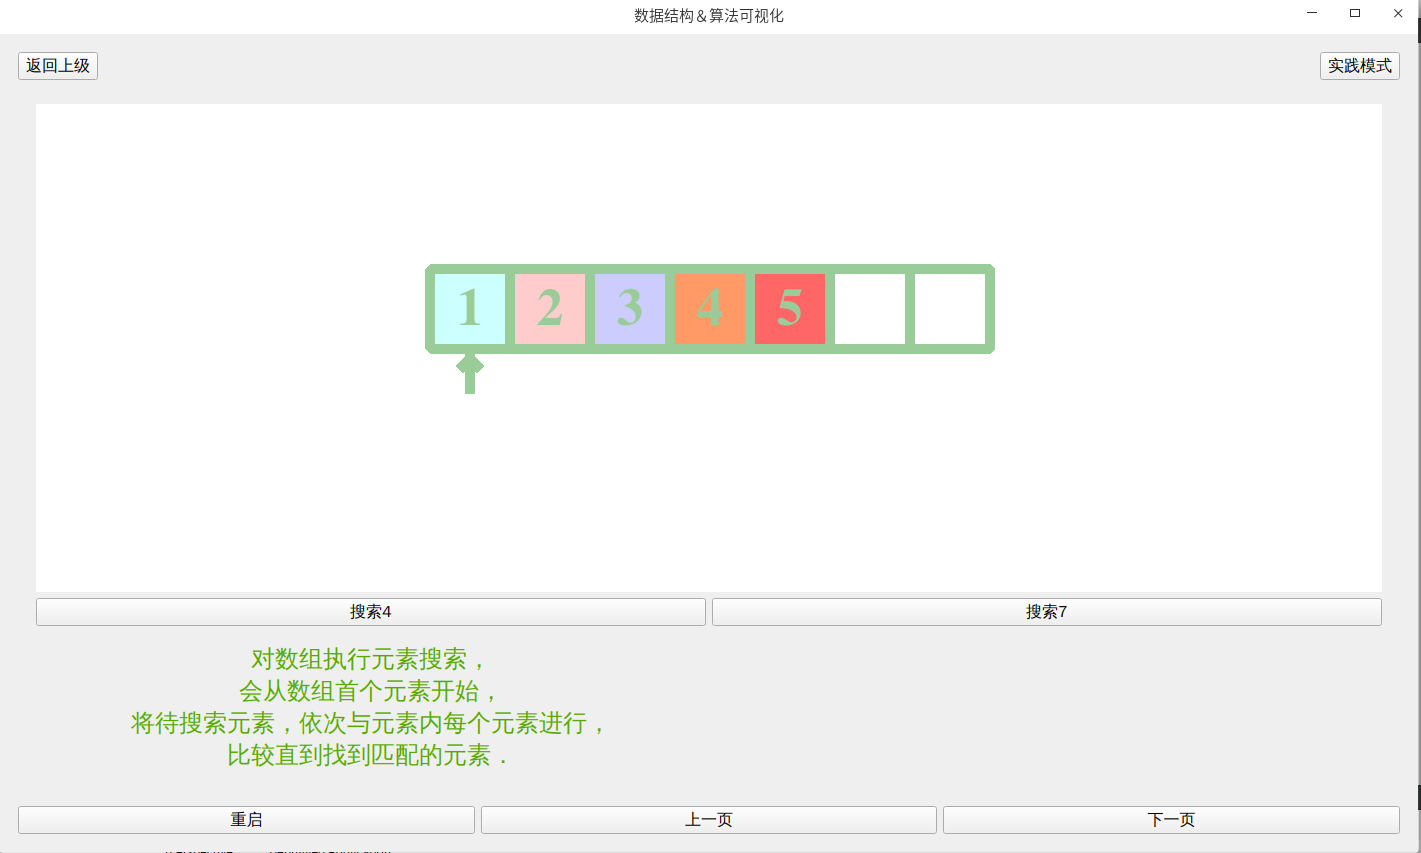 数据结构&算法可视化
返回上级
实践模式
1 2 3 4 5
搜索4
搜索7
对数组执行元素搜索，
会从数组首个元素开始，
将待搜索元素，依次与元素内每个元素进行，
比较直到找到匹配的元素．
重启
上一页
下一页